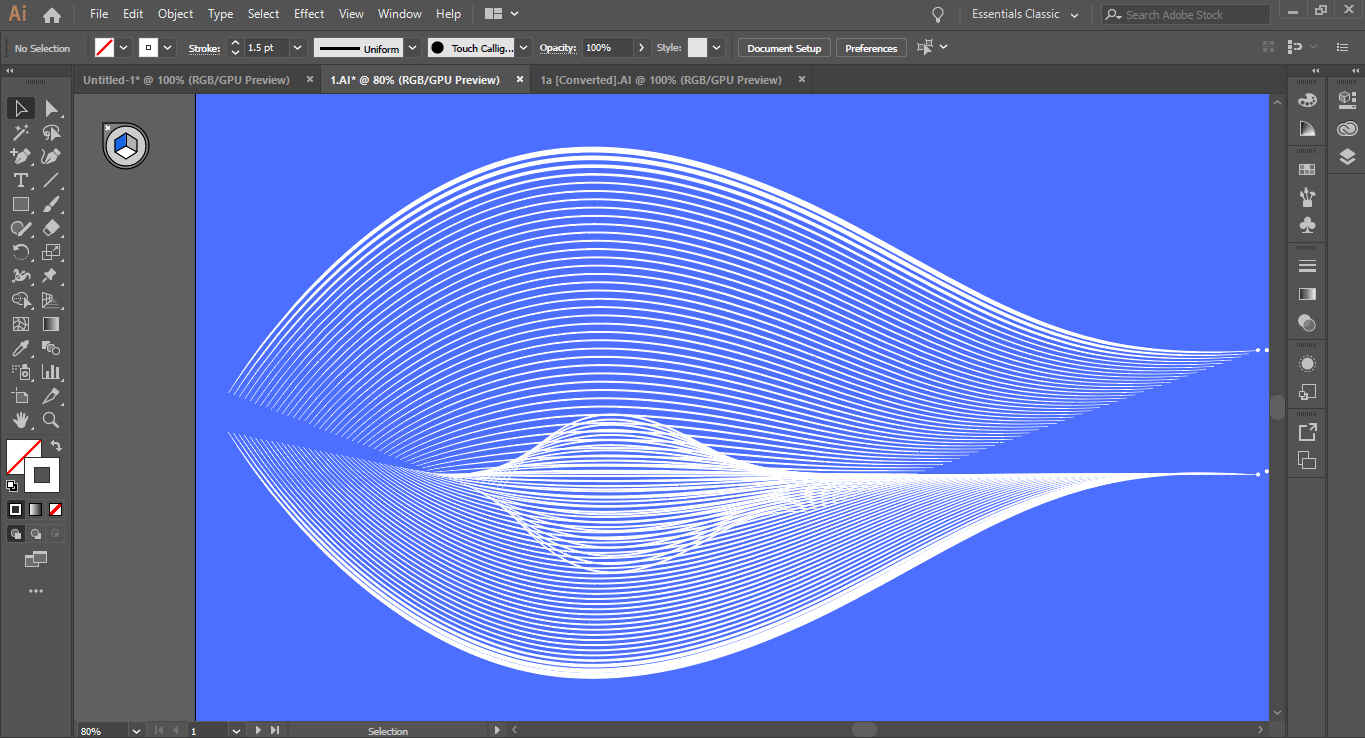 Ai File Edit Object Type Select Effect View Window Help Essentials Classic Search Adobe Stock
No Selection Stroke: 1.5 pt Uniform Touch Callig... Opacity: 100% Style: Document Setup Preferences
Untitled-1* @ 100% (RGB/GPU Preview) 1.AI* @ 80% (RGB/GPU Preview) 1a [Converted].AI @ 100% (RGB/GPU Preview)
80% 1 Selection